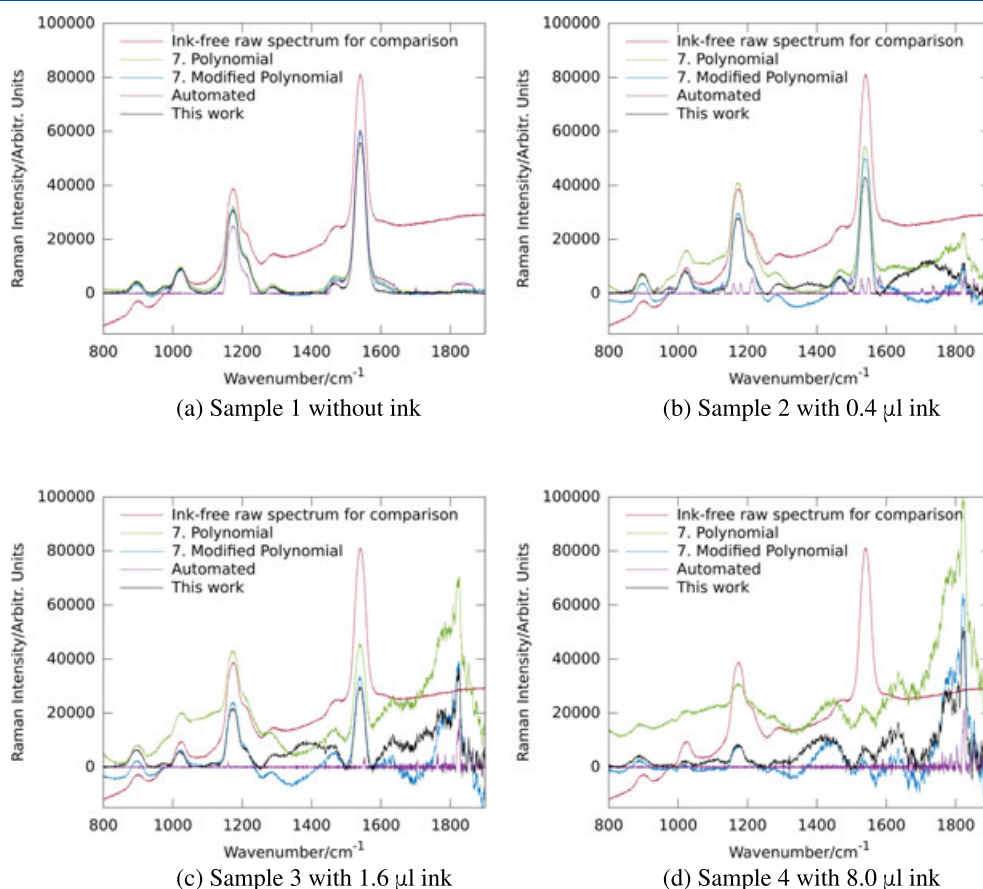 100000
80000
60000
40000
20000
0
Raman Intensity/Arbitr. Units
Ink-free raw spectrum for comparison
7. Polynomial
7. Modified Polynomial
Automated
This work
800 1000 1200 1400 1600 1800
Wavenumber/cm-1
(a) Sample 1 without ink
100000
80000
60000
40000
20000
0
Raman Intensity/Arbitr. Units
Ink-free raw spectrum for comparison
7. Polynomial
7. Modified Polynomial
Automated
This work
800 1000 1200 1400 1600 1800
Wavenumber/cm-1
(b) Sample 2 with 0.4 µl ink
100000
80000
60000
40000
20000
0
Raman Intensity/Arbitr. Units
Ink-free raw spectrum for comparison
7. Polynomial
7. Modified Polynomial
Automated
This work
800 1000 1200 1400 1600 1800
Wavenumber/cm-1
(c) Sample 3 with 1.6 µl ink
100000
80000
60000
40000
20000
0
Raman Intensity/Arbitr. Units
Ink-free raw spectrum for comparison
7. Polynomial
7. Modified Polynomial
Automated
This work
800 1000 1200 1400 1600 1800
Wavenumber/cm-1
(d) Sample 4 with 8.0 µl ink